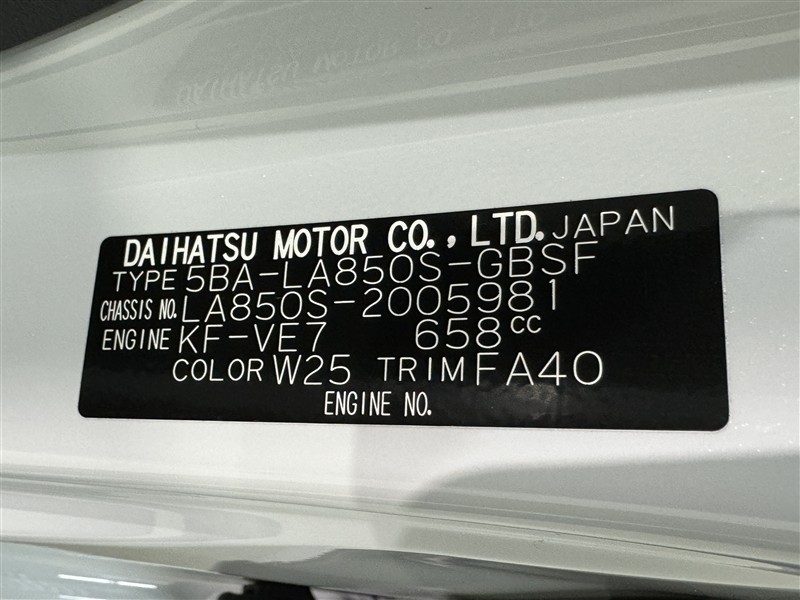 DAIHATSU MOTOR CO., LTD. JAPAN
TYPE 5BA-LA850S-GBSF
CHASSIS NO. LA850S-2005981
ENGINE KF-VE7 658CC
COLOR W25 TRIM FA40
ENGINE NO.